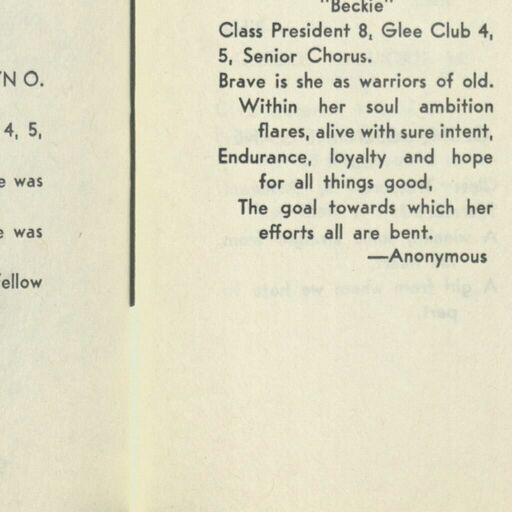 N O.
4, 5,
e was
e was
fellow
"Beckie"
Class President 8, Glee Club 4,
5, Senior Chorus.
Brave is she as warriors of old.
Within her soul ambition
flares, alive with sure intent,
Endurance, loyalty and hope
for all things good,
The goal towards which her
efforts all are bent.
—Anonymous